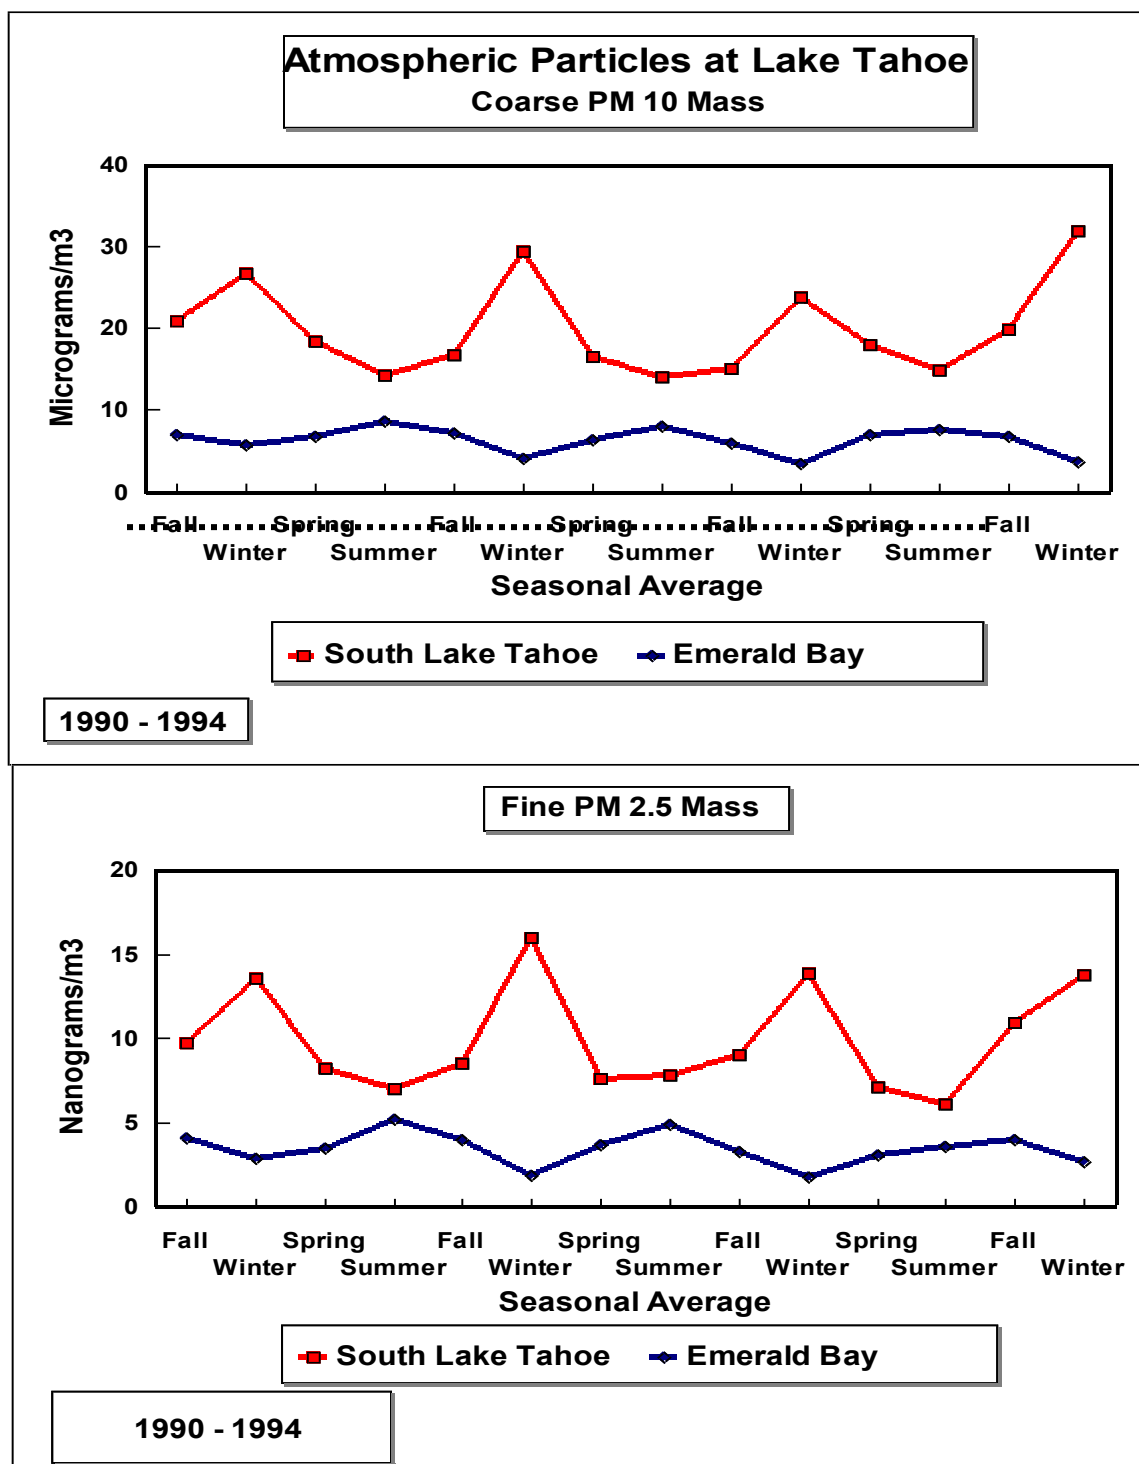 Atmospheric Particles at Lake Tahoe
Coarse PM 10 Mass
40
30
20
10
0
Micrograms/m3
Fall Spring Fall Spring Fall Spring Fall
Winter Summer Winter Summer Winter Summer Winter
Seasonal Average
South Lake Tahoe Emerald Bay
1990 - 1994
Fine PM 2.5 Mass
20
15
10
5
0
Nanograms/m3
Fall Spring Fall Spring Fall Spring Fall
Winter Summer Winter Summer Winter Summer Winter
Seasonal Average
South Lake Tahoe Emerald Bay
1990 - 1994